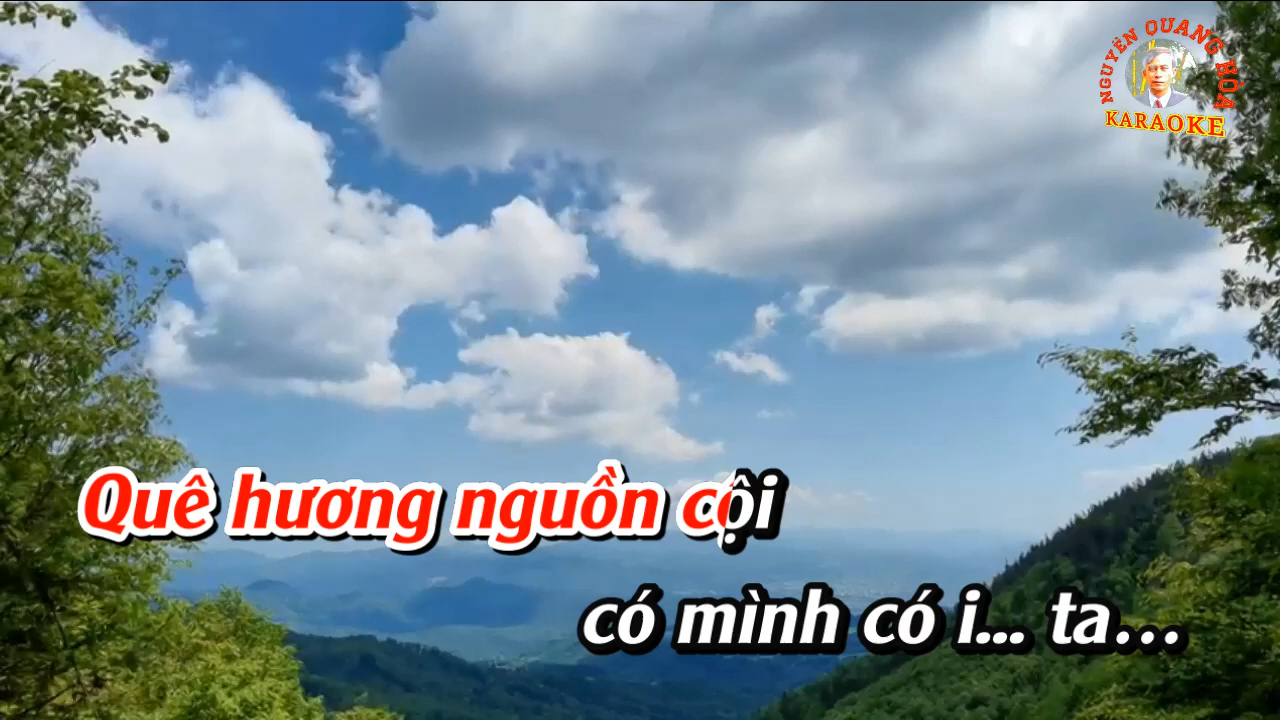 NGUYỄN QUANG HÒA
KARAOKE
Quê hương nguồn cội
có mình có i... ta...